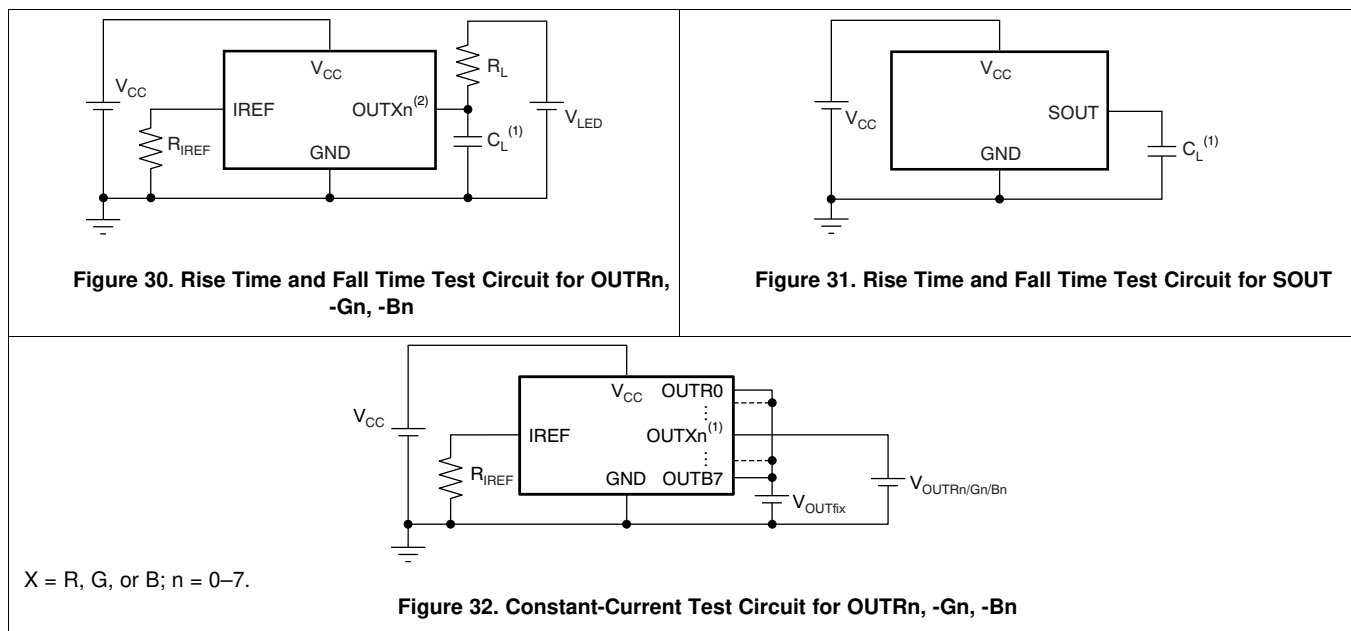 V_CC
V_CC
IREF
OUTXn^(2)
R_IREF
GND
R_L
C_L^(1)
V_LED
Figure 30. Rise Time and Fall Time Test Circuit for OUTRn,
-Gn, -Bn
V_CC
V_CC
SOUT
GND
C_L^(1)
Figure 31. Rise Time and Fall Time Test Circuit for SOUT
V_CC
V_CC
OUTR0
IREF
OUTXn^(1)
R_IREF
GND
OUTB7
V_OUTfix
V_OUTRn/Gn/Bn
X = R, G, or B; n = 0–7.
Figure 32. Constant-Current Test Circuit for OUTRn, -Gn, -Bn